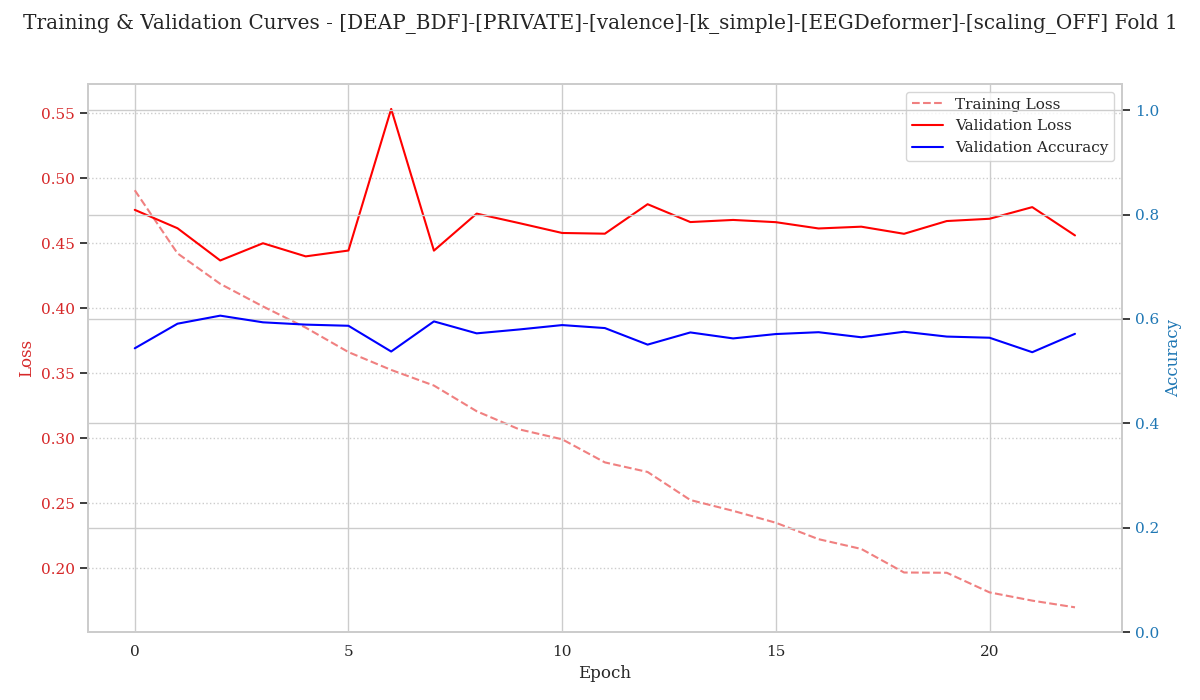 Training & Validation Curves - [DEAP_BDF]-[PRIVATE]-[valence]-[k_simple]-[EEGDeformer]-[scaling_OFF] Fold 1
Training Loss
Validation Loss
Validation Accuracy
0.55
0.50
0.45
0.40
0.35
0.30
0.25
0.20
Loss
1.0
0.8
0.6
0.4
0.2
0.0
Accuracy
0
5
10
15
20
Epoch